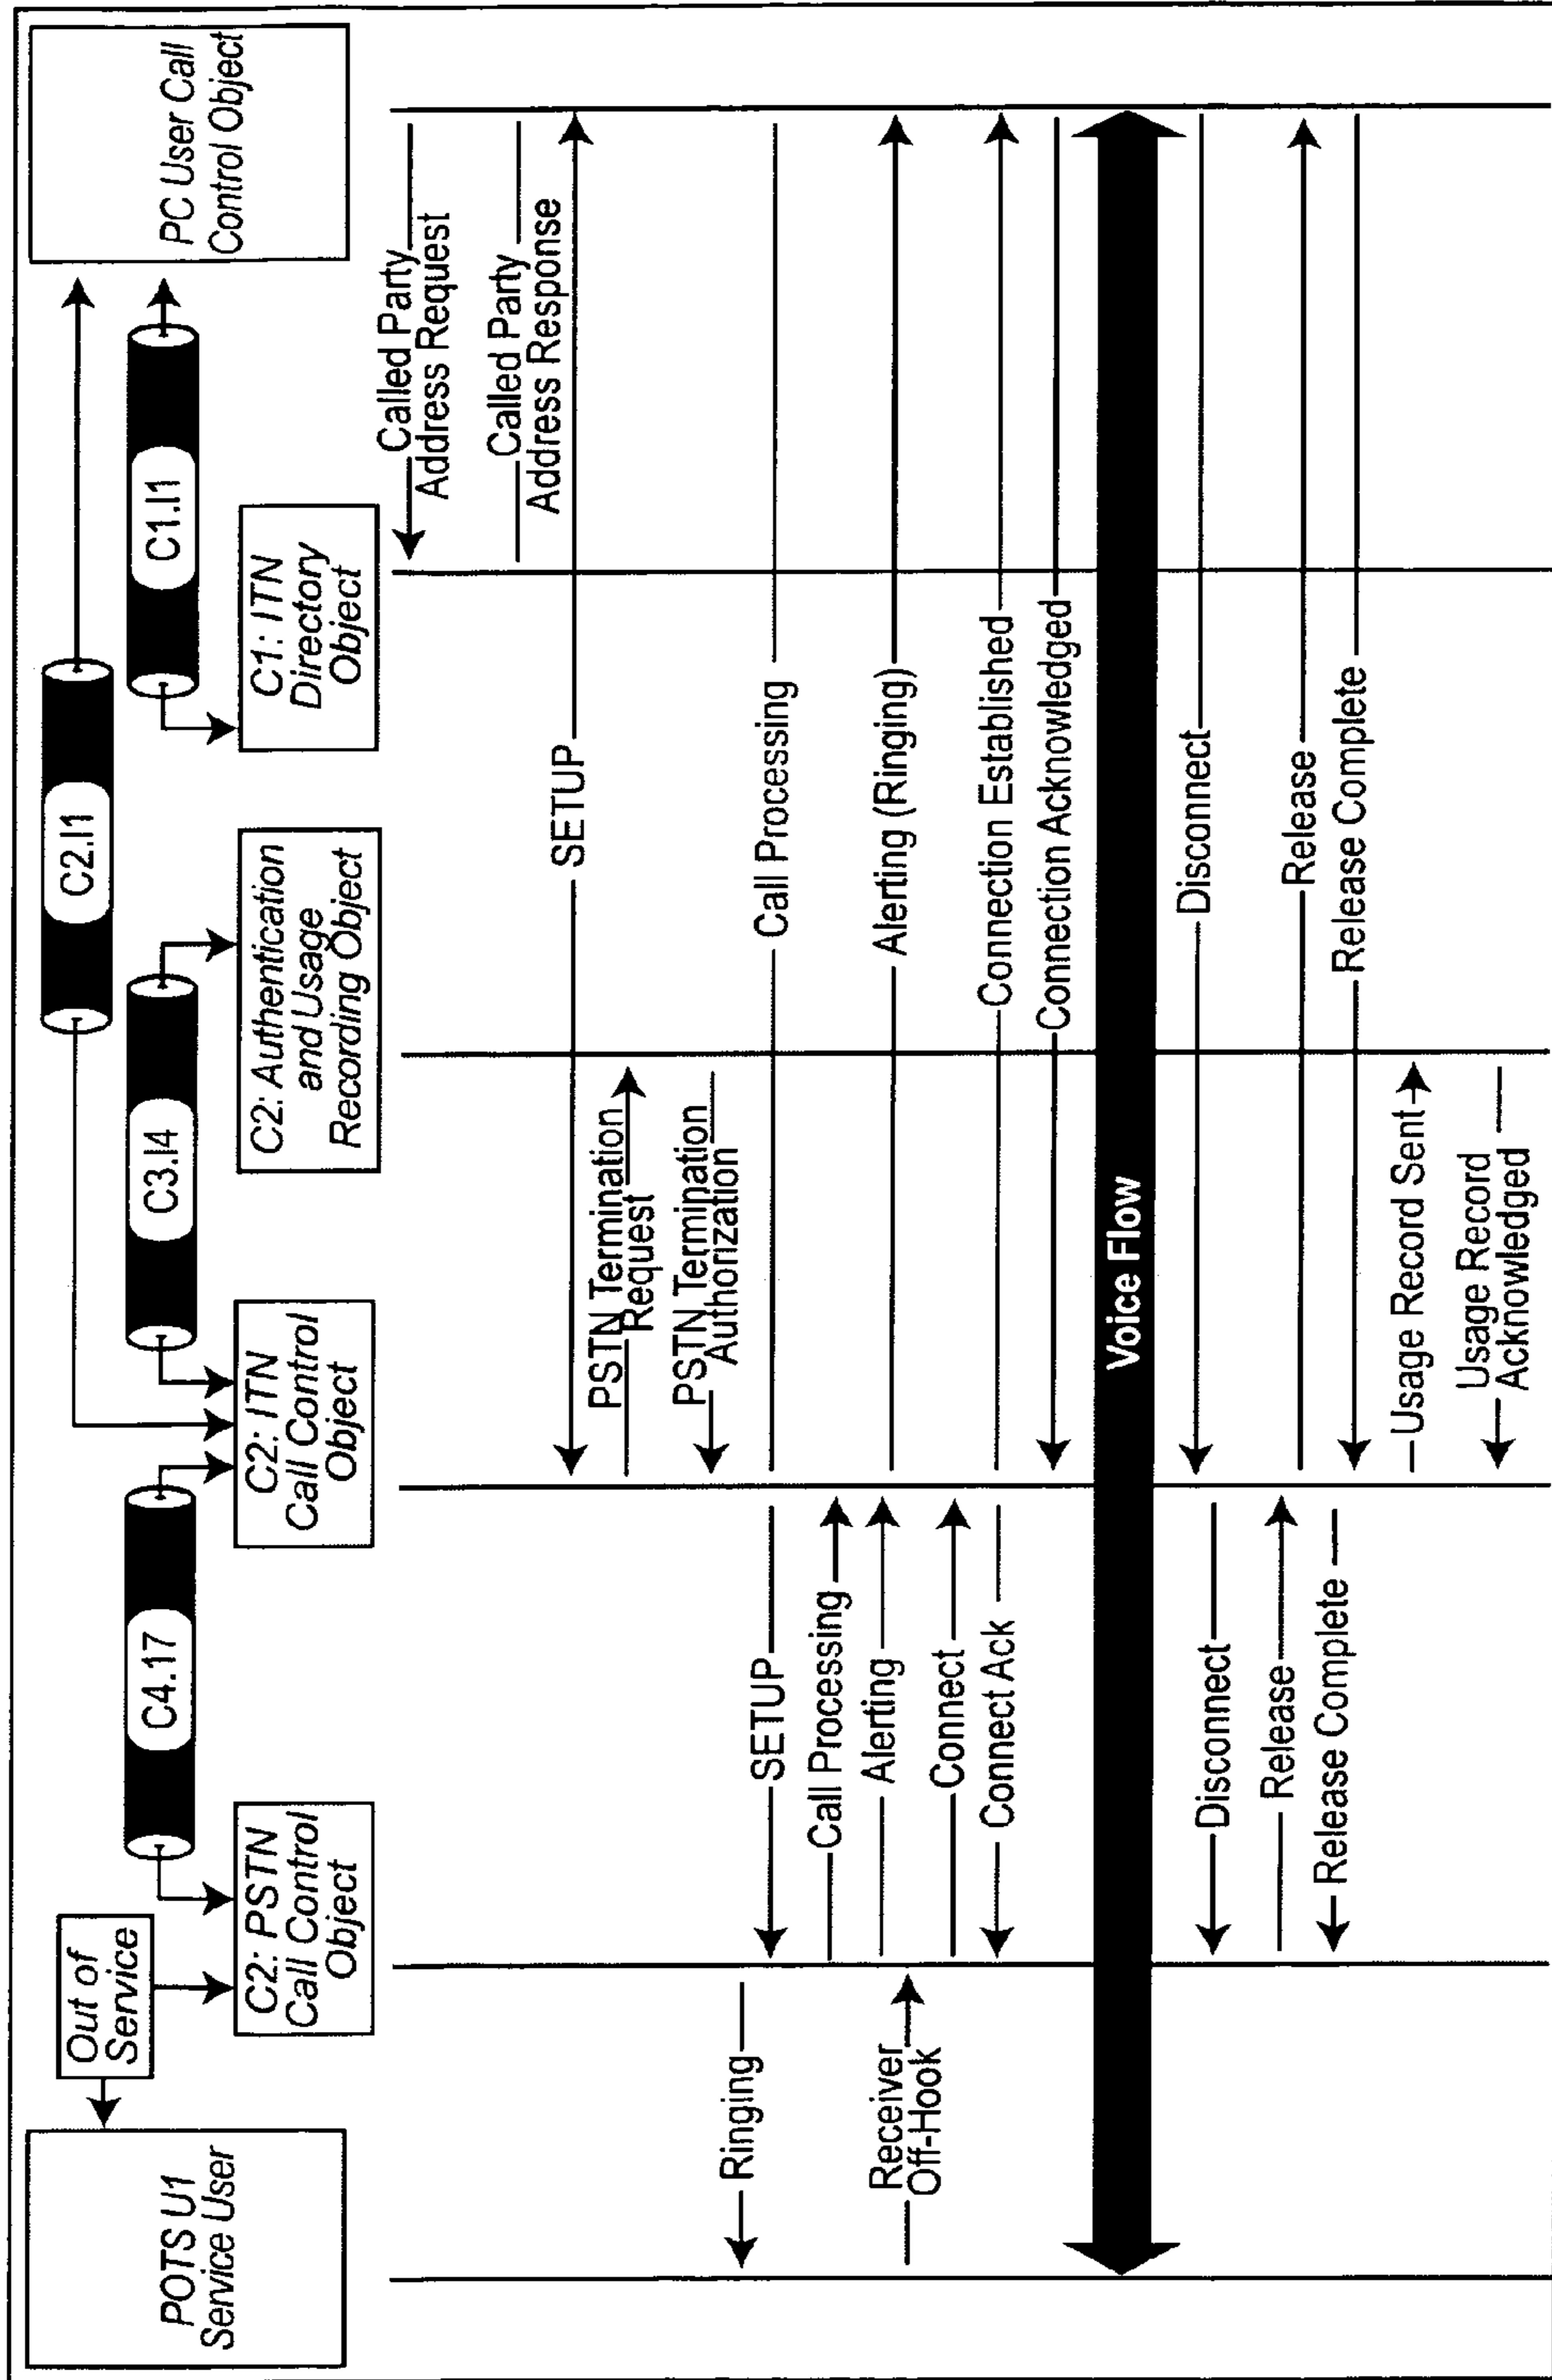 POTS U1
Service User
Out of
Service
C4.17
C3.I4
C2.I1
C1.I1
PC User Call
Control Object
C2: PSTN
Call Control
Object
C2: ITN
Call Control
Object
C2: Authentication
and Usage
Recording Object
C1: ITN
Directory
Object
Called Party
Address Request
Called Party
Address Response
SETUP
PSTN Termination
Request
PSTN Termination
Authorization
Ringing
SETUP
Call Processing
Call Processing
Alerting
Alerting (Ringing)
Receiver
Off-Hook
Connect
Connect Ack
Connection Established
Connection Acknowledged
Voice Flow
Disconnect
Disconnect
Release
Release
Release Complete
Release Complete
Usage Record Sent
Usage Record
Acknowledged